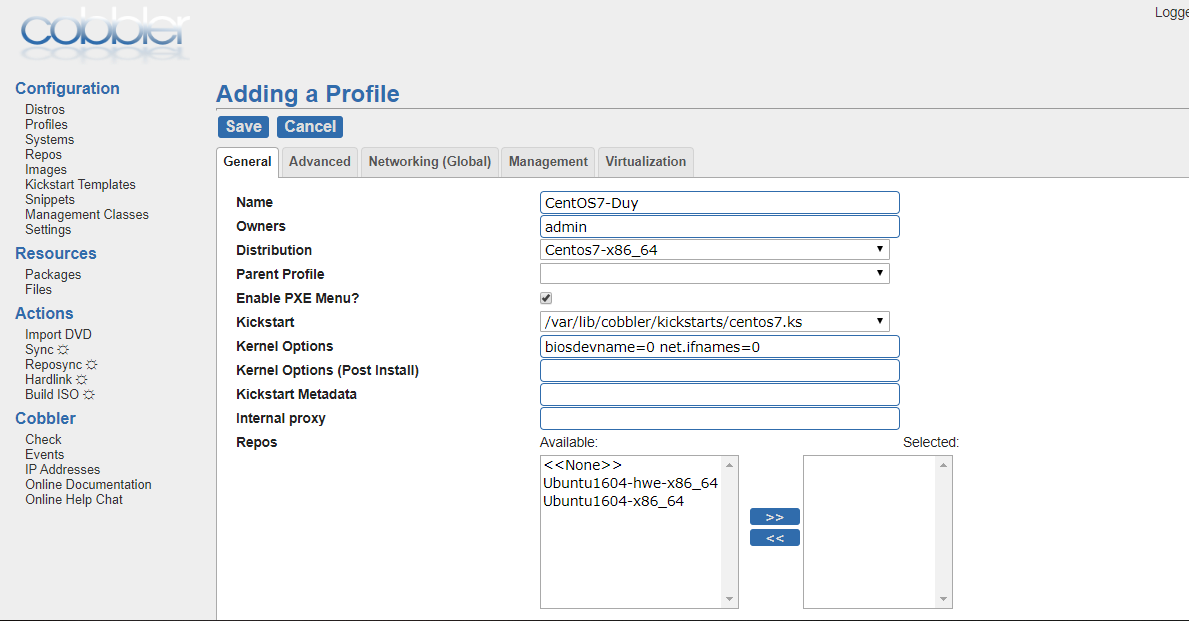 cobbler
Logge
Configuration
Distros
Profiles
Systems
Repos
Images
Kickstart Templates
Snippets
Management Classes
Settings
Resources
Packages
Files
Actions
Import DVD
Sync
Reposync
Hardlink
Build ISO
Cobbler
Check
Events
IP Addresses
Online Documentation
Online Help Chat
Adding a Profile
Save Cancel
General Advanced Networking (Global) Management Virtualization
Name CentOS7-Duy
Owners admin
Distribution Centos7-x86_64
Parent Profile
Enable PXE Menu?
Kickstart /var/lib/cobbler/kickstarts/centos7.ks
Kernel Options biosdevname=0 net.ifnames=0
Kernel Options (Post Install)
Kickstart Metadata
Internal proxy
Repos Available: Selected:
<<None>>
Ubuntu1604-hwe-x86_64
Ubuntu1604-x86_64
>>
<<